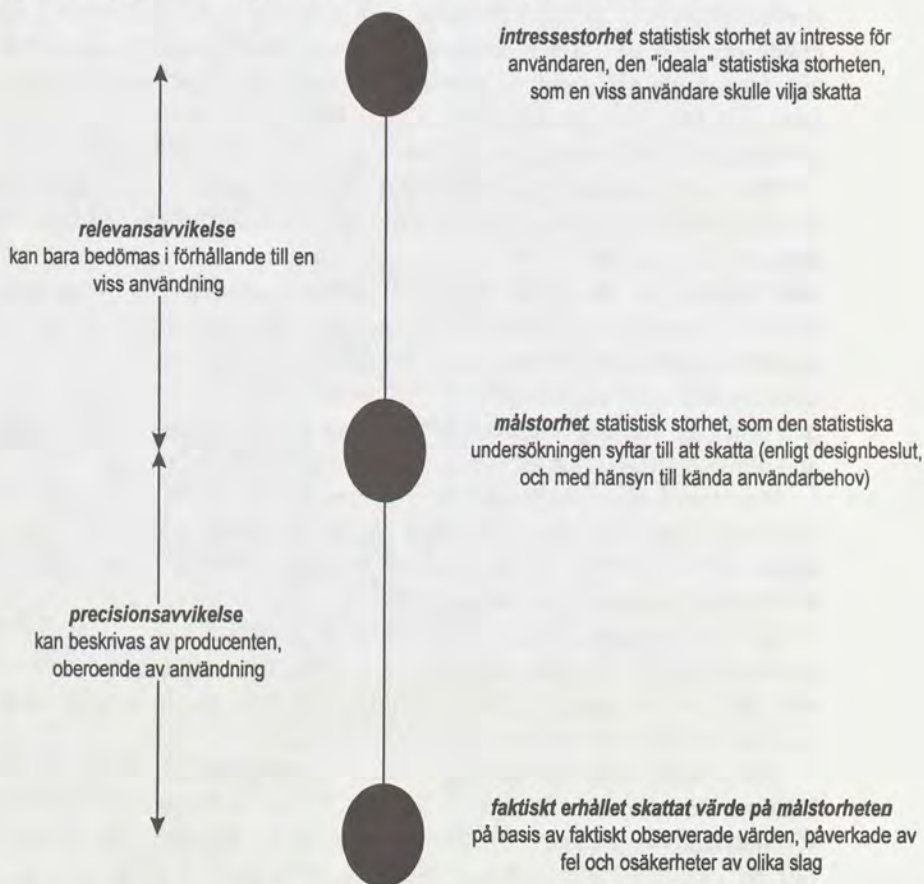 intressestorhet statistisk storhet av intresse för
användaren, den "ideala" statistiska storheten,
som en viss användare skulle vilja skatta
relevansavvikelse
kan bara bedömas i förhållande till en
viss användning
målstorhet statistisk storhet, som den statistiska
undersökningen syftar till att skatta (enligt designbeslut,
och med hänsyn till kända användarbehov)
precisionsavvikelse
kan beskrivas av producenten,
oberoende av användning
faktiskt erhållet skattat värde på målstorheten
på basis av faktiskt observerade värden, påverkade av
fel och osäkerheter av olika slag